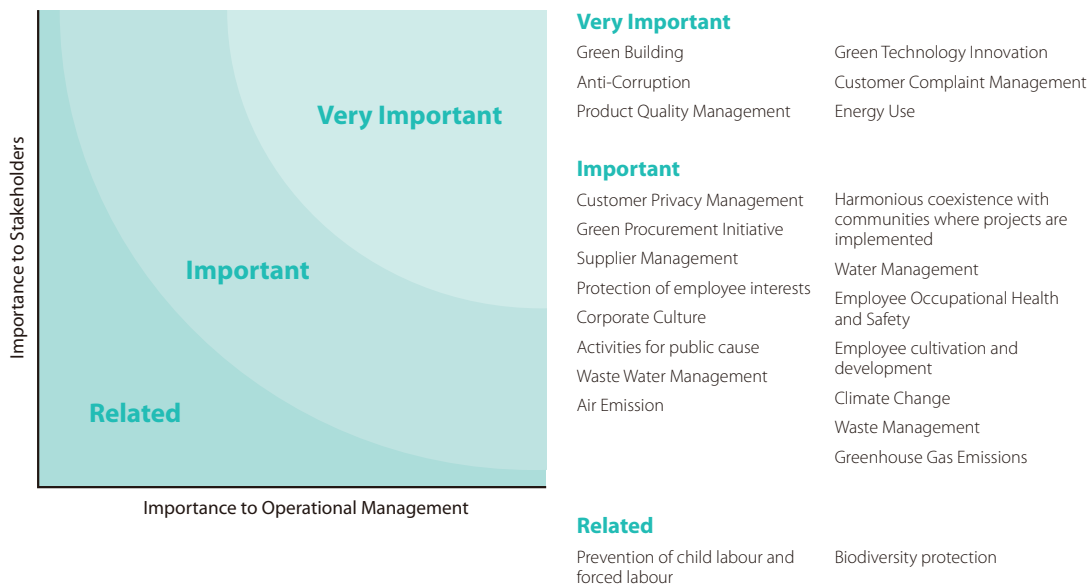 Importance to Stakeholders
Very Important
Important
Related
Importance to Operational Management
Very Important
Green Building
Anti-Corruption
Product Quality Management
Green Technology Innovation
Customer Complaint Management
Energy Use
Important
Customer Privacy Management
Green Procurement Initiative
Supplier Management
Protection of employee interests
Corporate Culture
Activities for public cause
Waste Water Management
Air Emission
Harmonious coexistence with
communities where projects are
implemented
Water Management
Employee Occupational Health
and Safety
Employee cultivation and
development
Climate Change
Waste Management
Greenhouse Gas Emissions
Related
Prevention of child labour and
forced labour
Biodiversity protection